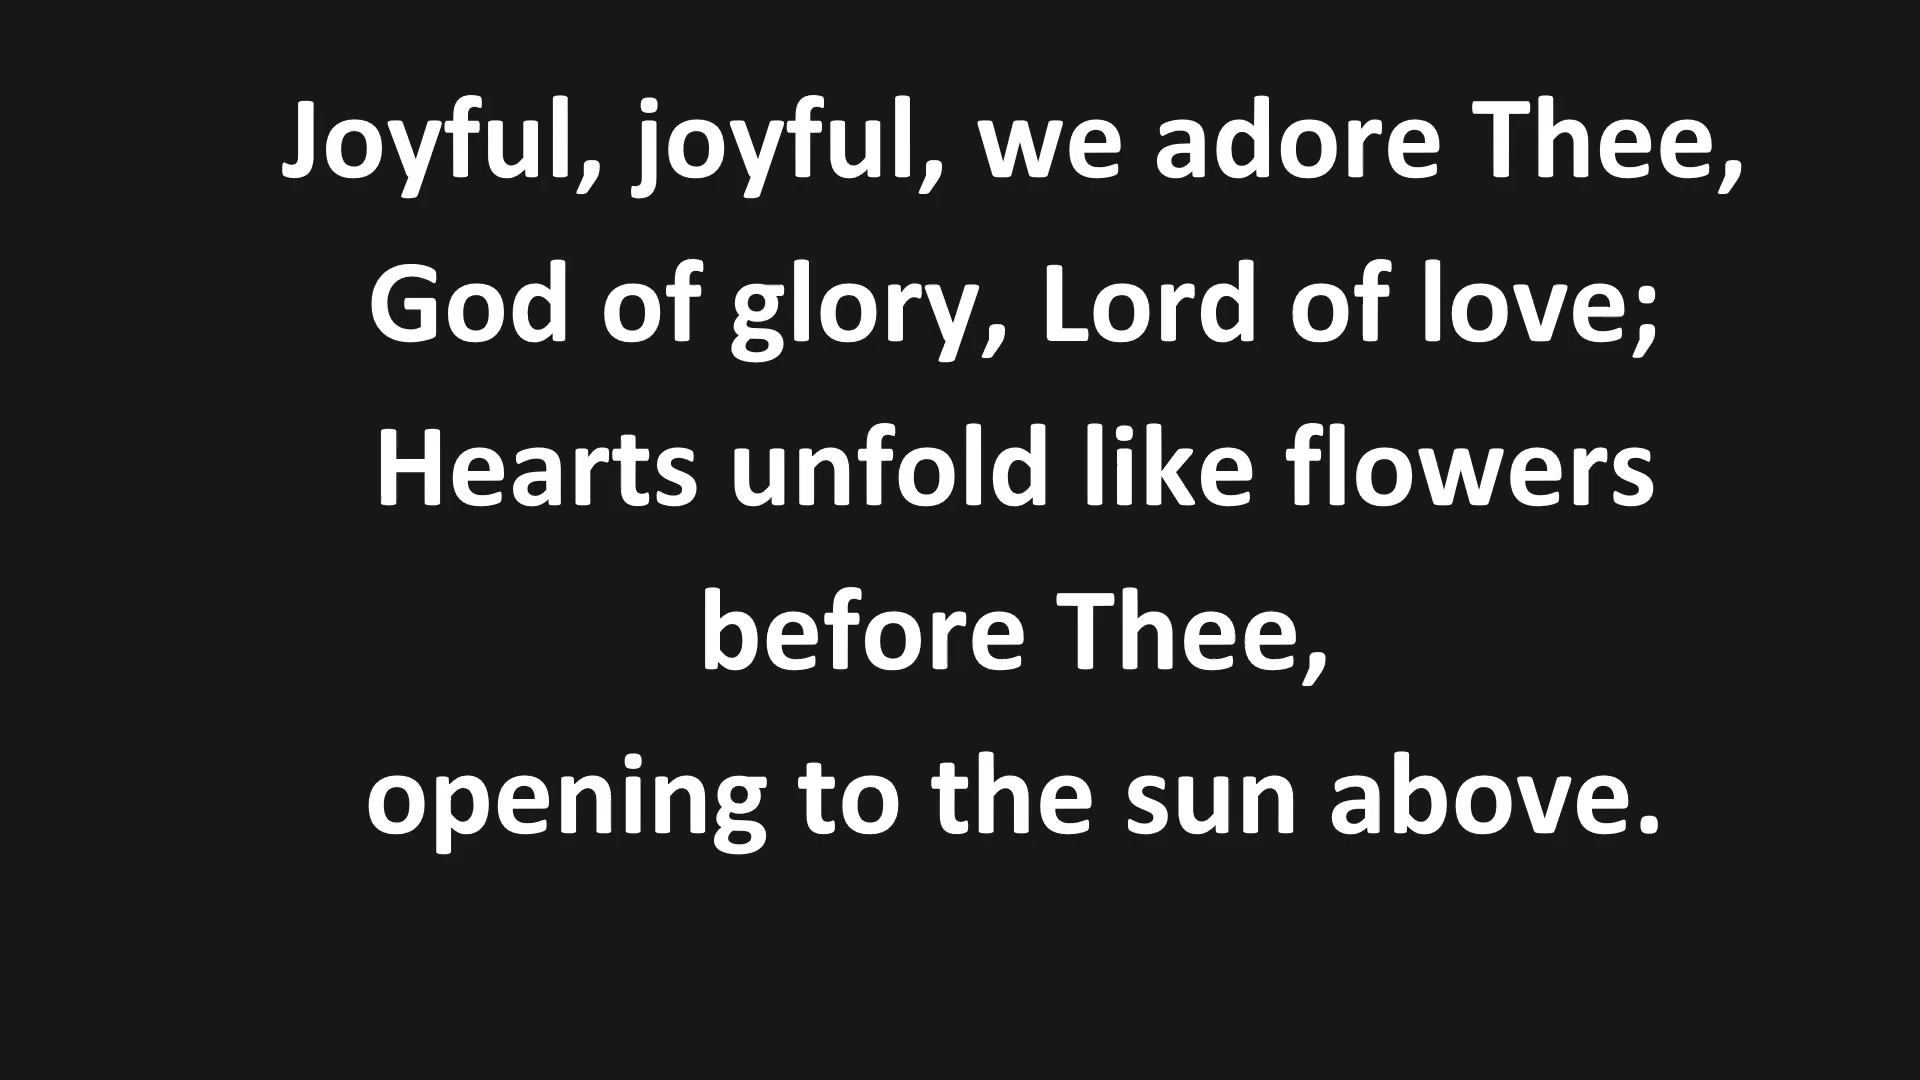 Joyful, joyful, we adore Thee,
God of glory, Lord of love;
Hearts unfold like flowers
before Thee,
opening to the sun above.